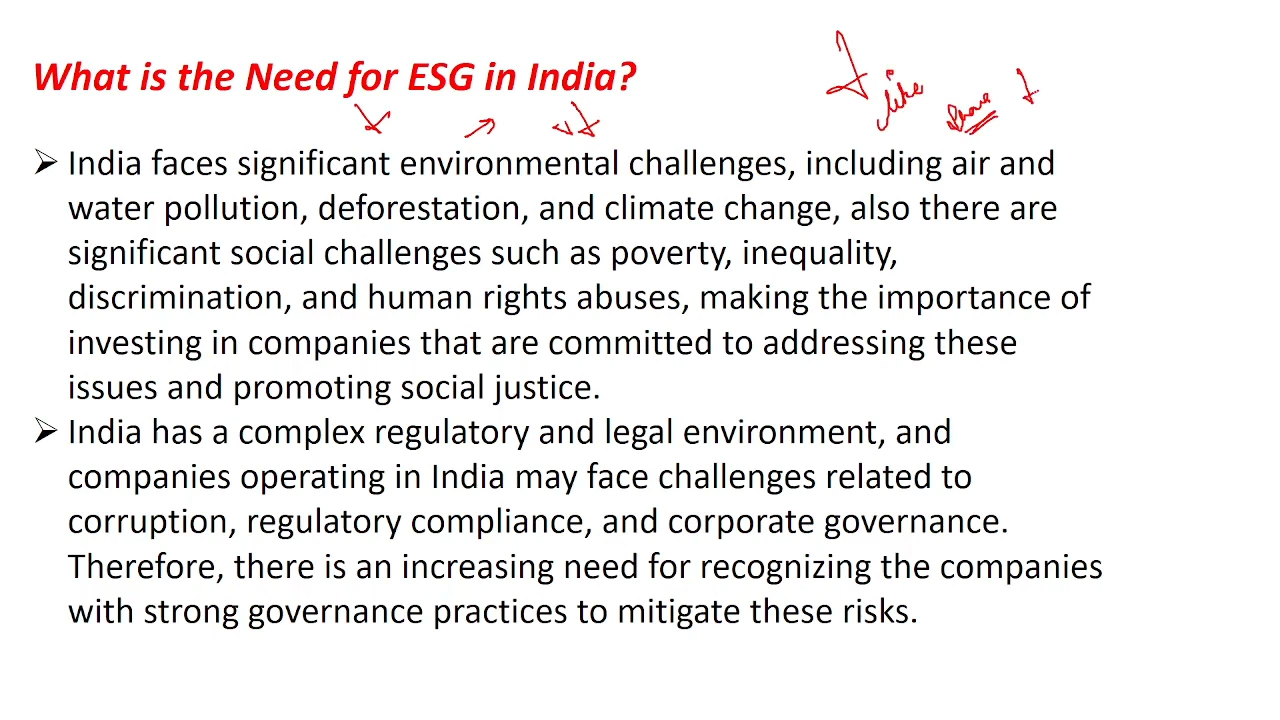 What is the Need for ESG in India?
like
Share
➢ India faces significant environmental challenges, including air and
water pollution, deforestation, and climate change, also there are
significant social challenges such as poverty, inequality,
discrimination, and human rights abuses, making the importance of
investing in companies that are committed to addressing these
issues and promoting social justice.
➢ India has a complex regulatory and legal environment, and
companies operating in India may face challenges related to
corruption, regulatory compliance, and corporate governance.
Therefore, there is an increasing need for recognizing the companies
with strong governance practices to mitigate these risks.